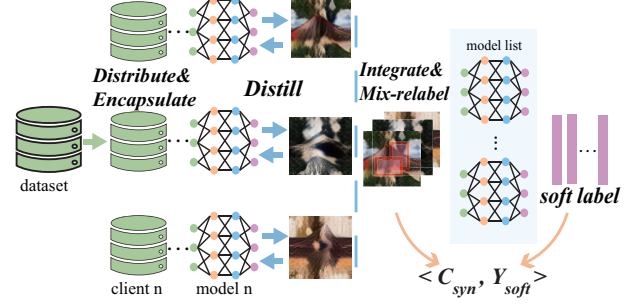 Distribute&
Encapsulate
Distill
Integrate&
Mix-relabel
model list
dataset
soft label
client n
model n
< C_syn , Y_soft >